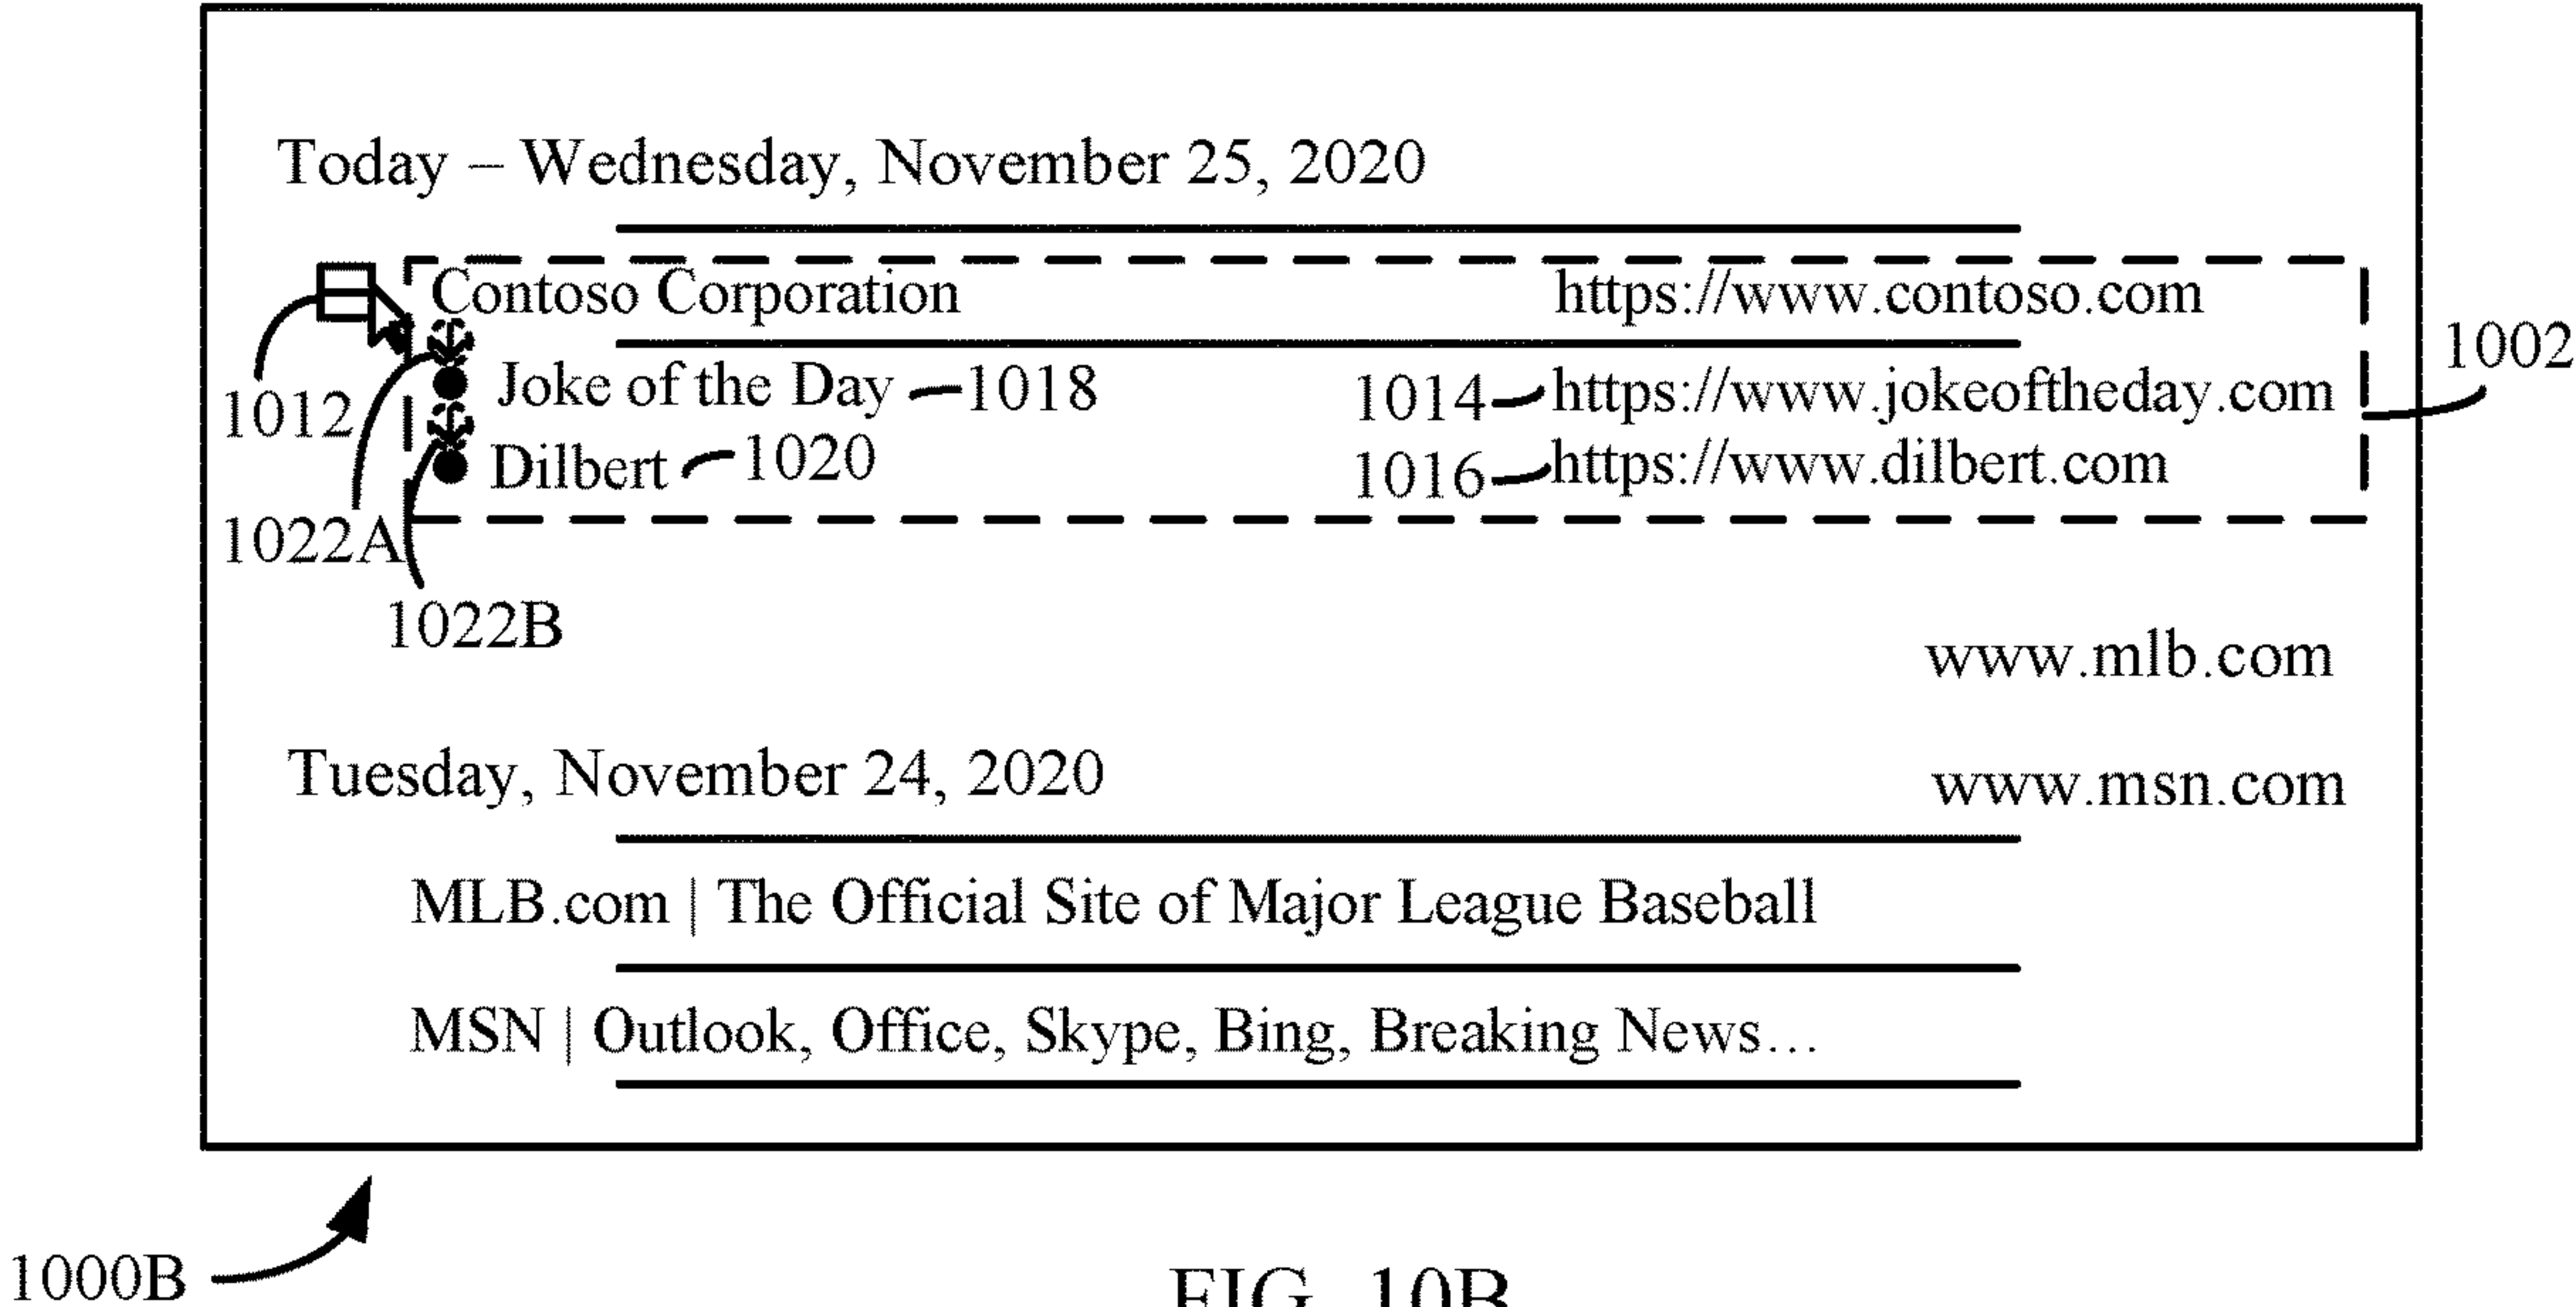 Today – Wednesday, November 25, 2020
Contoso Corporation https://www.contoso.com
1002
1012 Joke of the Day 1018 1014 https://www.jokeoftheday.com
Dilbert 1020 1016 https://www.dilbert.com
1022A
1022B
www.mlb.com
Tuesday, November 24, 2020 www.msn.com
MLB.com | The Official Site of Major League Baseball
MSN | Outlook, Office, Skype, Bing, Breaking News…
1000B
FIG. 10B